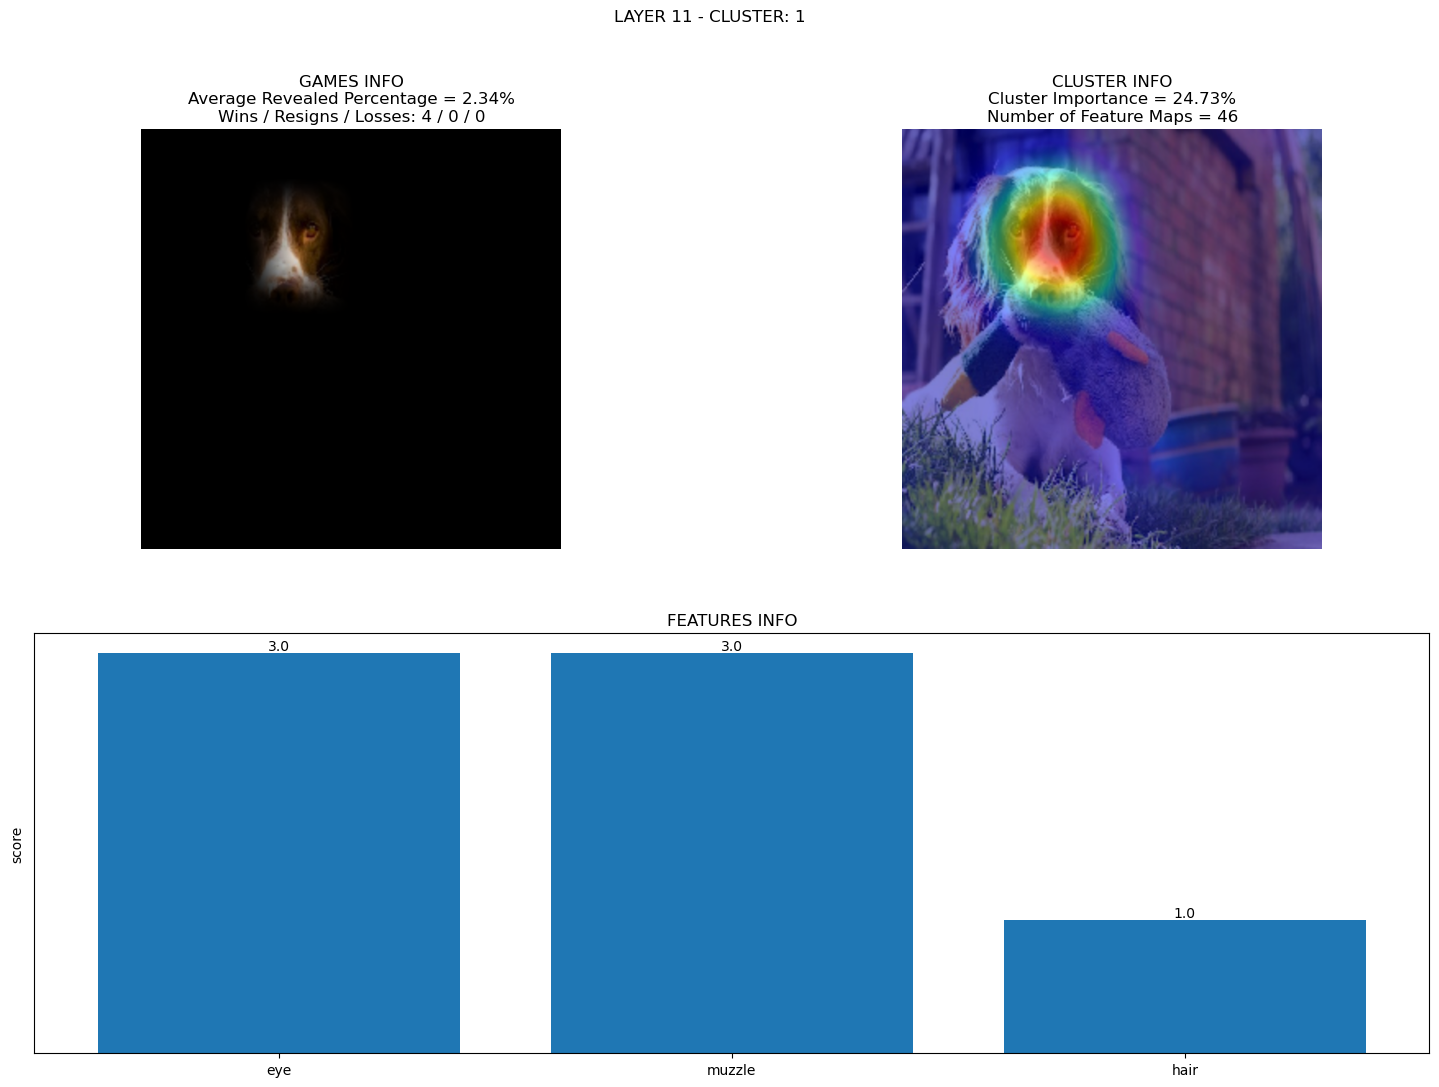 LAYER 11 - CLUSTER: 1
GAMES INFO
Average Revealed Percentage = 2.34%
Wins / Resigns / Losses: 4 / 0 / 0
CLUSTER INFO
Cluster Importance = 24.73%
Number of Feature Maps = 46
FEATURES INFO
3.0
3.0
1.0
score
eye
muzzle
hair